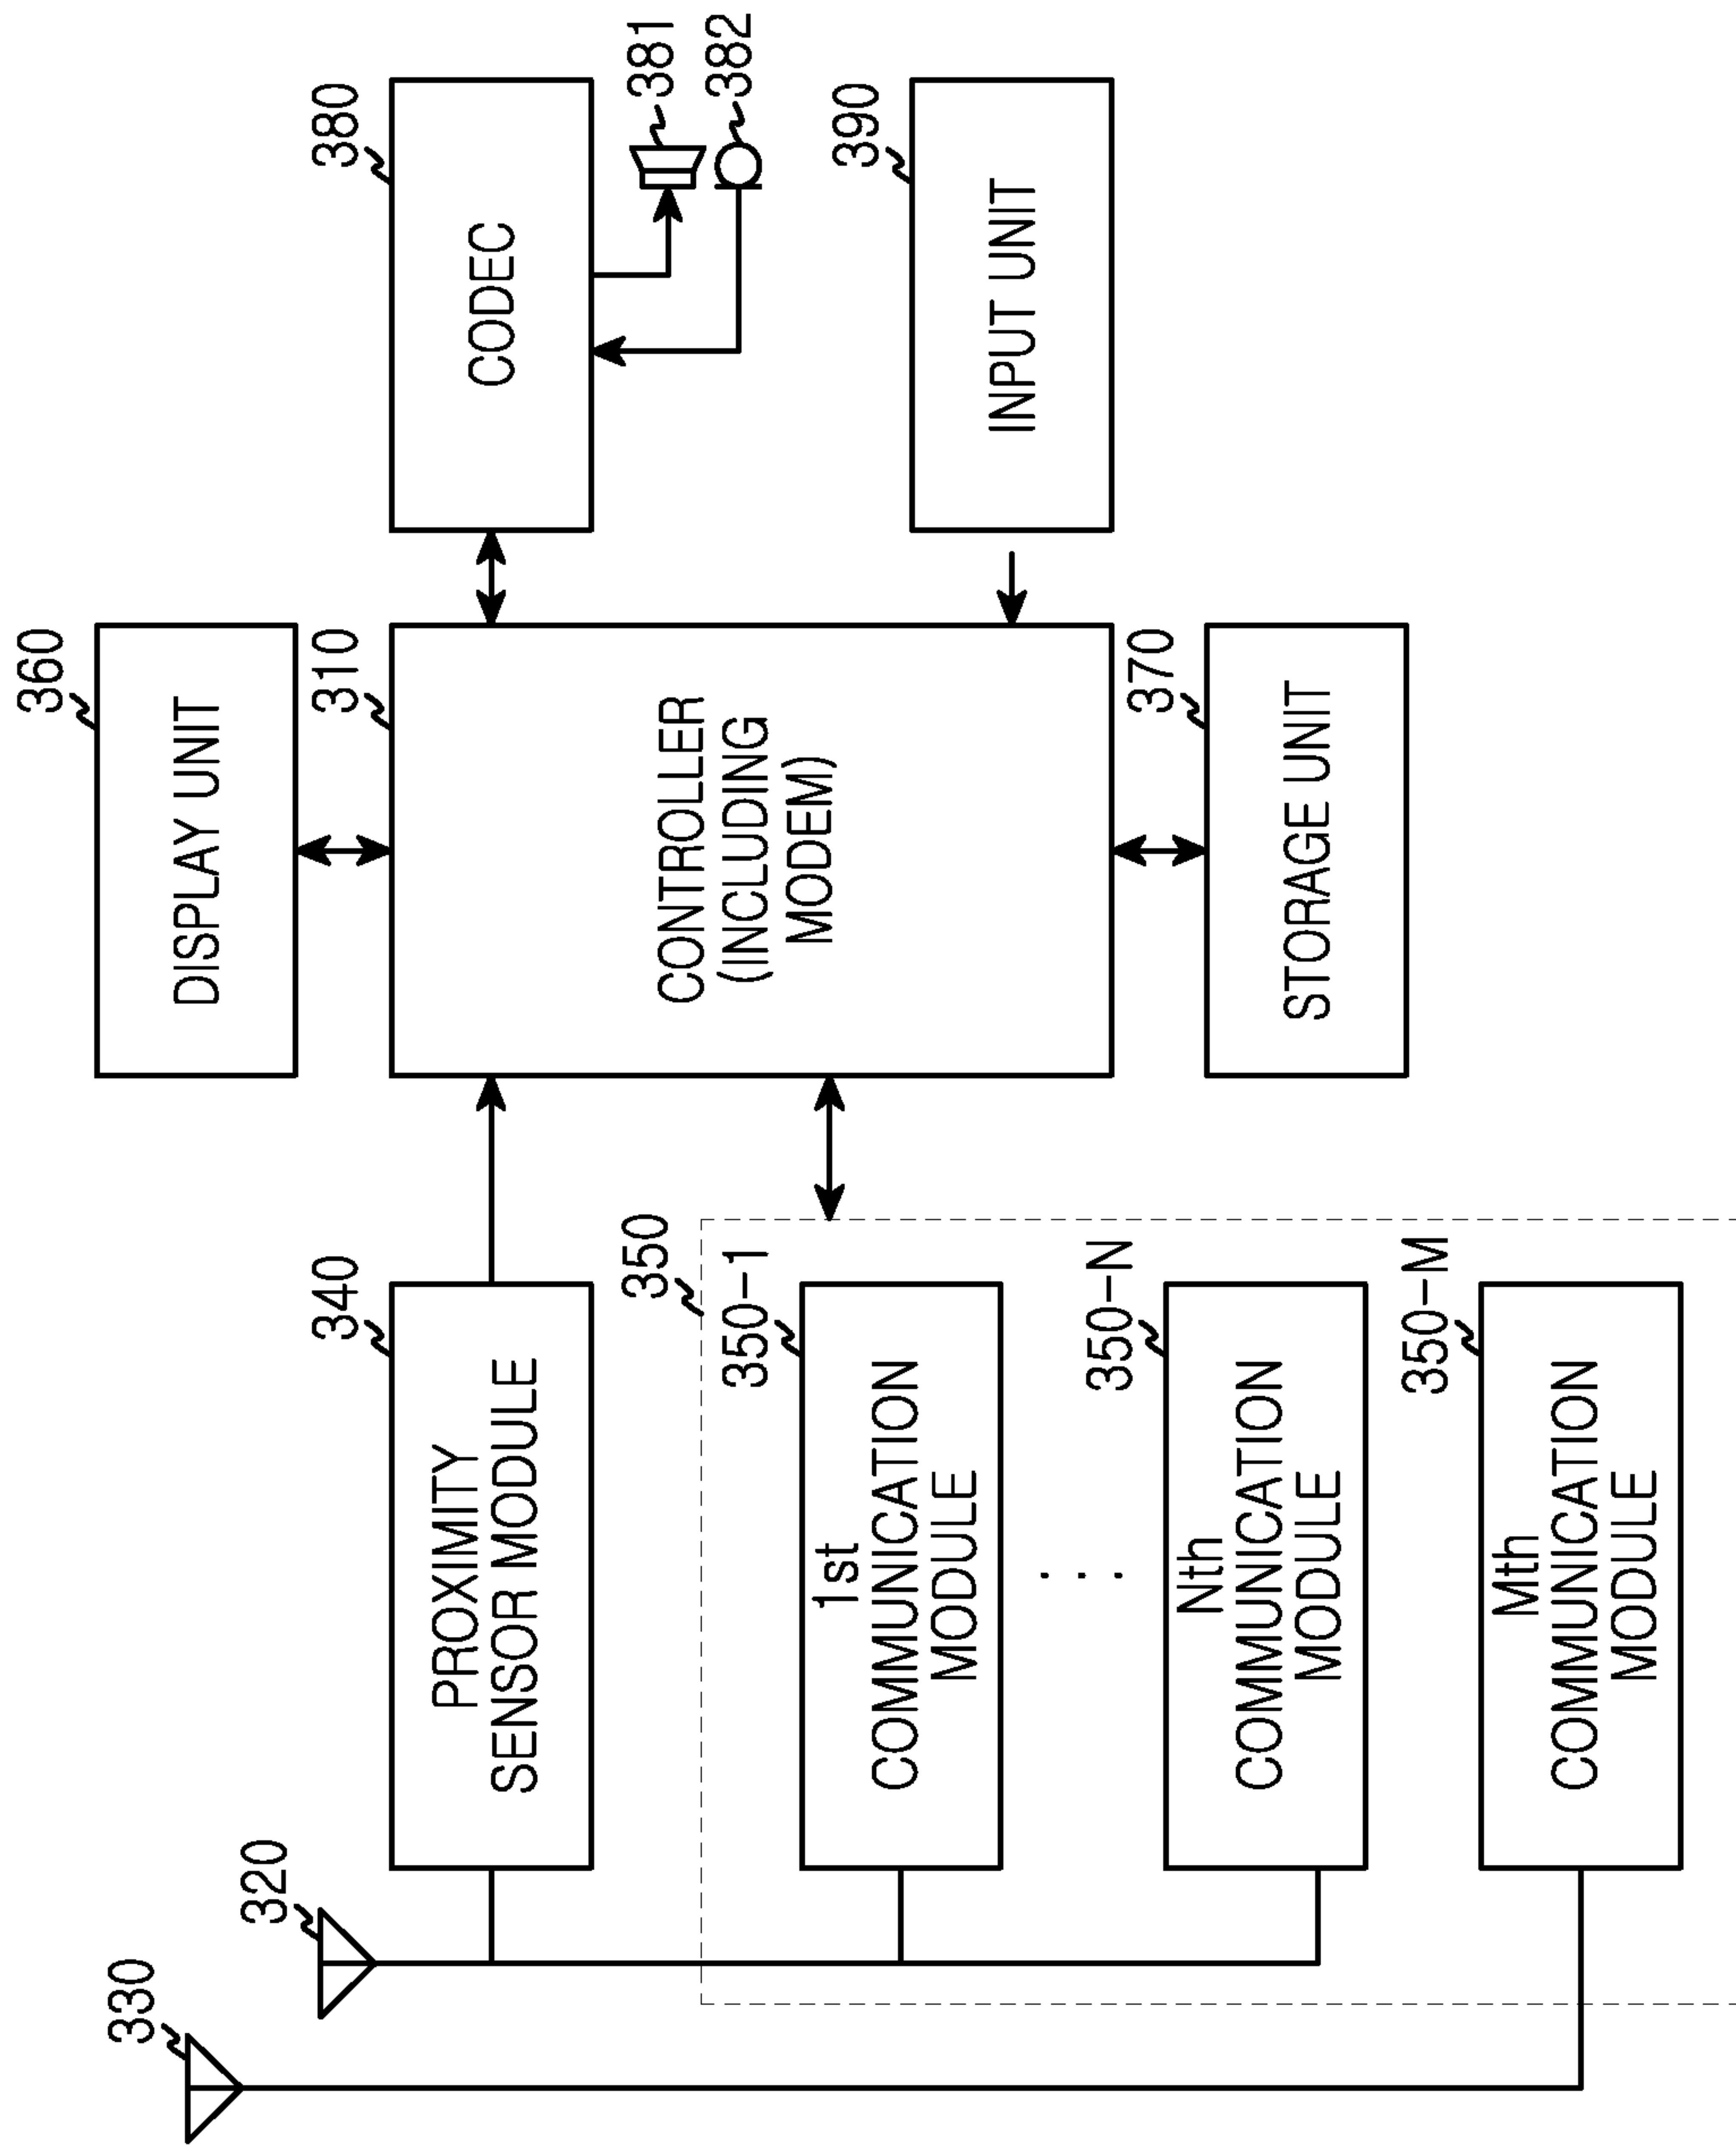 330
320
340
PROXIMITY
SENSOR MODULE
350
350-1
1st
COMMUNICATION
MODULE
. . .
350-N
Nth
COMMUNICATION
MODULE
350-M
Mth
COMMUNICATION
MODULE
360
DISPLAY UNIT
310
CONTROLLER
(INCLUDING
MODEM)
370
STORAGE UNIT
380
CODEC
381
382
390
INPUT UNIT